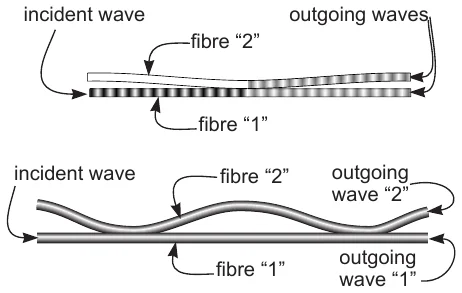 incident wave
outgoing waves
fibre “2”
fibre “1”
incident wave
fibre “2”
outgoing
wave “2”
fibre “1”
outgoing
wave “1”